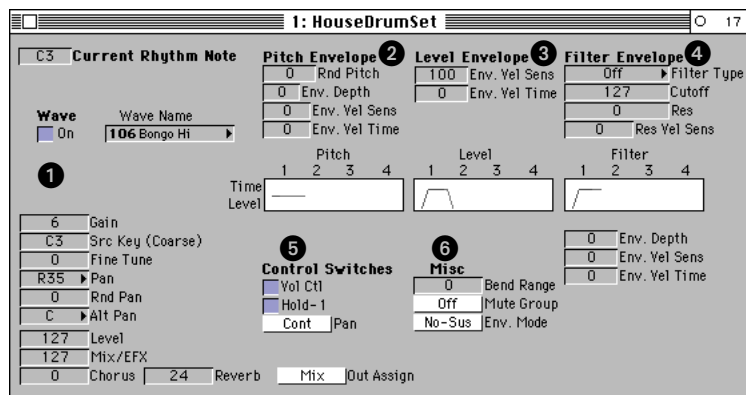 1: HouseDrumSet
17
C3 Current Rhythm Note
Wave
On
Wave Name
106 Bongo Hi
1
6 Gain
C3 Src Key (Coarse)
0 Fine Tune
R35 Pan
0 Rnd Pan
C Alt Pan
127 Level
127 Mix/EFX
0 Chorus 24 Reverb Mix Out Assign
Pitch Envelope 2
0 Rnd Pitch
0 Env. Depth
0 Env. Vel Sens
0 Env. Vel Time
Level Envelope 3
100 Env. Vel Sens
0 Env. Vel Time
Filter Envelope 4
Off Filter Type
127 Cutoff
0 Res
0 Res Vel Sens
Pitch
1 2 3 4
Level
1 2 3 4
Filter
1 2 3 4
Time
Level
5
Control Switches
Vol Ctl
Hold-1
Cont Pan
6
Misc
0 Bend Range
Off Mute Group
No-Sus Env. Mode
0 Env. Depth
0 Env. Vel Sens
0 Env. Vel Time